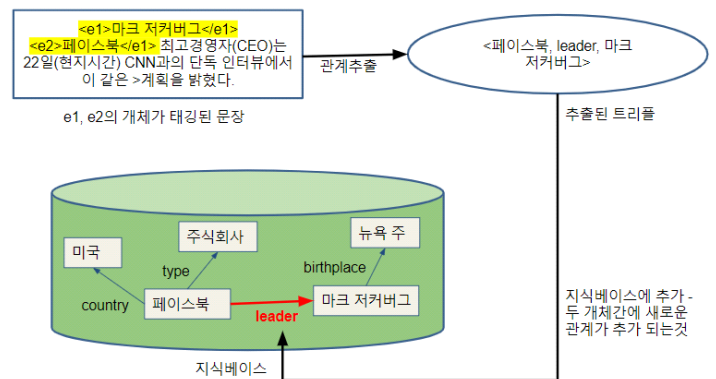 <e1>마크 저커버그</e1>
<e2>페이스북</e2> 최고경영자(CEO)는
22일(현지시간) CNN과의 단독 인터뷰에서
이 같은 >계획을 밝혔다.
관계추출
<페이스북, leader, 마크
저커버그>
e1, e2의 개체가 태깅된 문장
추출된 트리플
미국
주식회사
뉴욕 주
type
birthplace
country
페이스북
leader
마크 저커버그
지식베이스에 추가 -
두 개체간에 새로운
관계가 추가 되는것
지식베이스